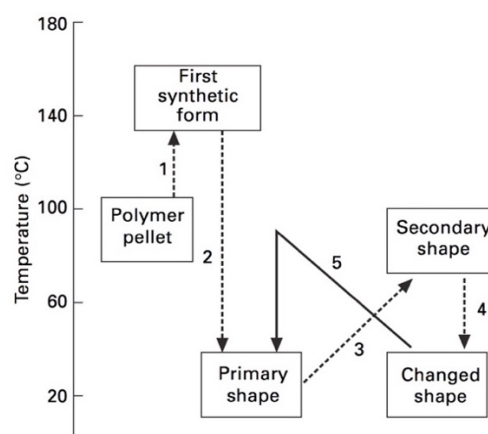 180
140
100
60
20
Temperature (°C)
First
synthetic
form
1
Polymer
pellet
2
5
Secondary
shape
3
4
Primary
shape
Changed
shape